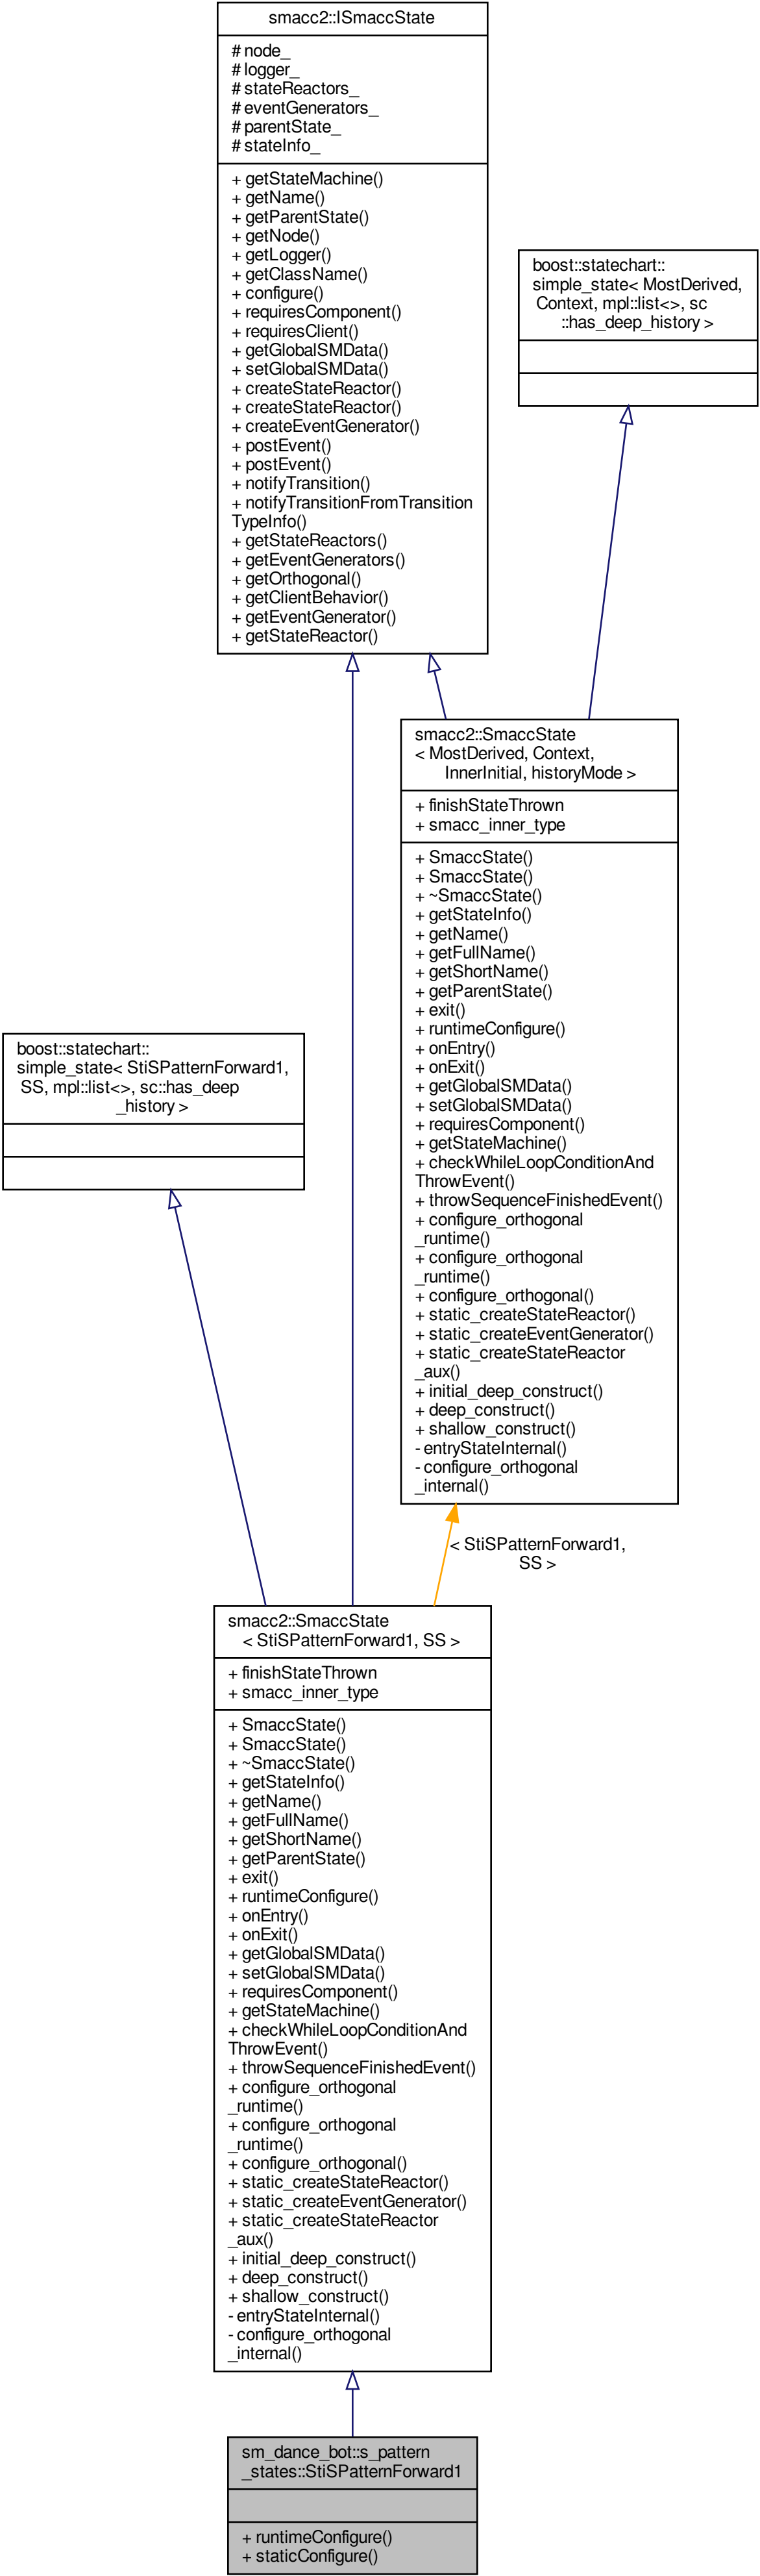 smacc2::ISmaccState
# node_
# logger_
# stateReactors_
# eventGenerators_
# parentState_
# stateInfo_
+ getStateMachine()
+ getName()
+ getParentState()
+ getNode()
+ getLogger()
+ getClassName()
+ configure()
+ requiresComponent()
+ requiresClient()
+ getGlobalSMData()
+ setGlobalSMData()
+ createStateReactor()
+ createStateReactor()
+ createEventGenerator()
+ postEvent()
+ postEvent()
+ notifyTransition()
+ notifyTransitionFromTransition
TypeInfo()
+ getStateReactors()
+ getEventGenerators()
+ getOrthogonal()
+ getClientBehavior()
+ getEventGenerator()
+ getStateReactor()
boost::statechart::
simple_state< MostDerived,
Context, mpl::list<>, sc
::has_deep_history >
smacc2::SmaccState
< MostDerived, Context,
InnerInitial, historyMode >
+ finishStateThrown
+ smacc_inner_type
+ SmaccState()
+ SmaccState()
+ ~SmaccState()
+ getStateInfo()
+ getName()
+ getFullName()
+ getShortName()
+ getParentState()
+ exit()
+ runtimeConfigure()
+ onEntry()
+ onExit()
+ getGlobalSMData()
+ setGlobalSMData()
+ requiresComponent()
+ getStateMachine()
+ checkWhileLoopConditionAnd
ThrowEvent()
+ throwSequenceFinishedEvent()
+ configure_orthogonal
_runtime()
+ configure_orthogonal
_runtime()
+ configure_orthogonal()
+ static_createStateReactor()
+ static_createEventGenerator()
+ static_createStateReactor
_aux()
+ initial_deep_construct()
+ deep_construct()
+ shallow_construct()
- entryStateInternal()
- configure_orthogonal
_internal()
boost::statechart::
simple_state< StiSPatternForward1,
SS, mpl::list<>, sc::has_deep
_history >
< StiSPatternForward1,
SS >
smacc2::SmaccState
< StiSPatternForward1, SS >
+ finishStateThrown
+ smacc_inner_type
+ SmaccState()
+ SmaccState()
+ ~SmaccState()
+ getStateInfo()
+ getName()
+ getFullName()
+ getShortName()
+ getParentState()
+ exit()
+ runtimeConfigure()
+ onEntry()
+ onExit()
+ getGlobalSMData()
+ setGlobalSMData()
+ requiresComponent()
+ getStateMachine()
+ checkWhileLoopConditionAnd
ThrowEvent()
+ throwSequenceFinishedEvent()
+ configure_orthogonal
_runtime()
+ configure_orthogonal
_runtime()
+ configure_orthogonal()
+ static_createStateReactor()
+ static_createEventGenerator()
+ static_createStateReactor
_aux()
+ initial_deep_construct()
+ deep_construct()
+ shallow_construct()
- entryStateInternal()
- configure_orthogonal
_internal()
sm_dance_bot::s_pattern
_states::StiSPatternForward1
+ runtimeConfigure()
+ staticConfigure()